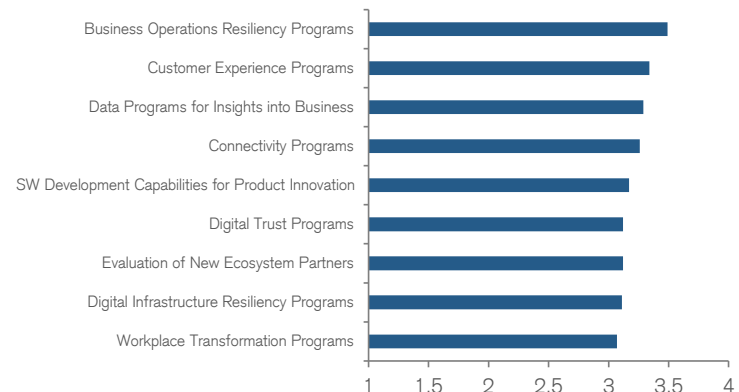 Business Operations Resiliency Programs
Customer Experience Programs
Data Programs for Insights into Business
Connectivity Programs
SW Development Capabilities for Product Innovation
Digital Trust Programs
Evaluation of New Ecosystem Partners
Digital Infrastructure Resiliency Programs
Workplace Transformation Programs
1 1.5 2 2.5 3 3.5 4